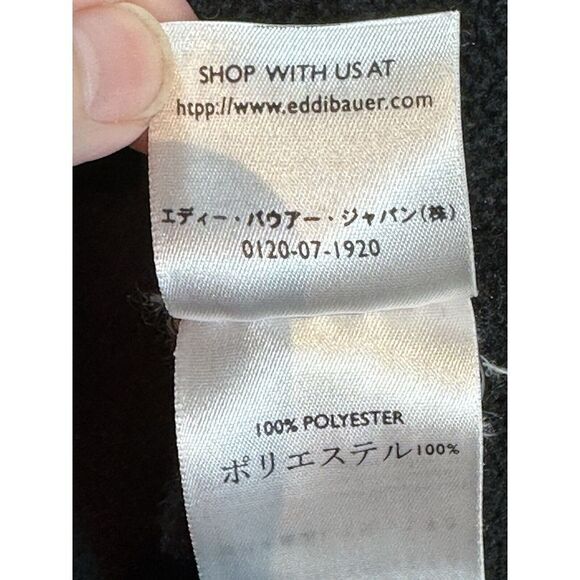 SHOP WITH US AT
htpp://www.eddibauer.com
エディー・バウアー・ジャパン(株)
0120-07-1920
100% POLYESTER
ポリエステル100%